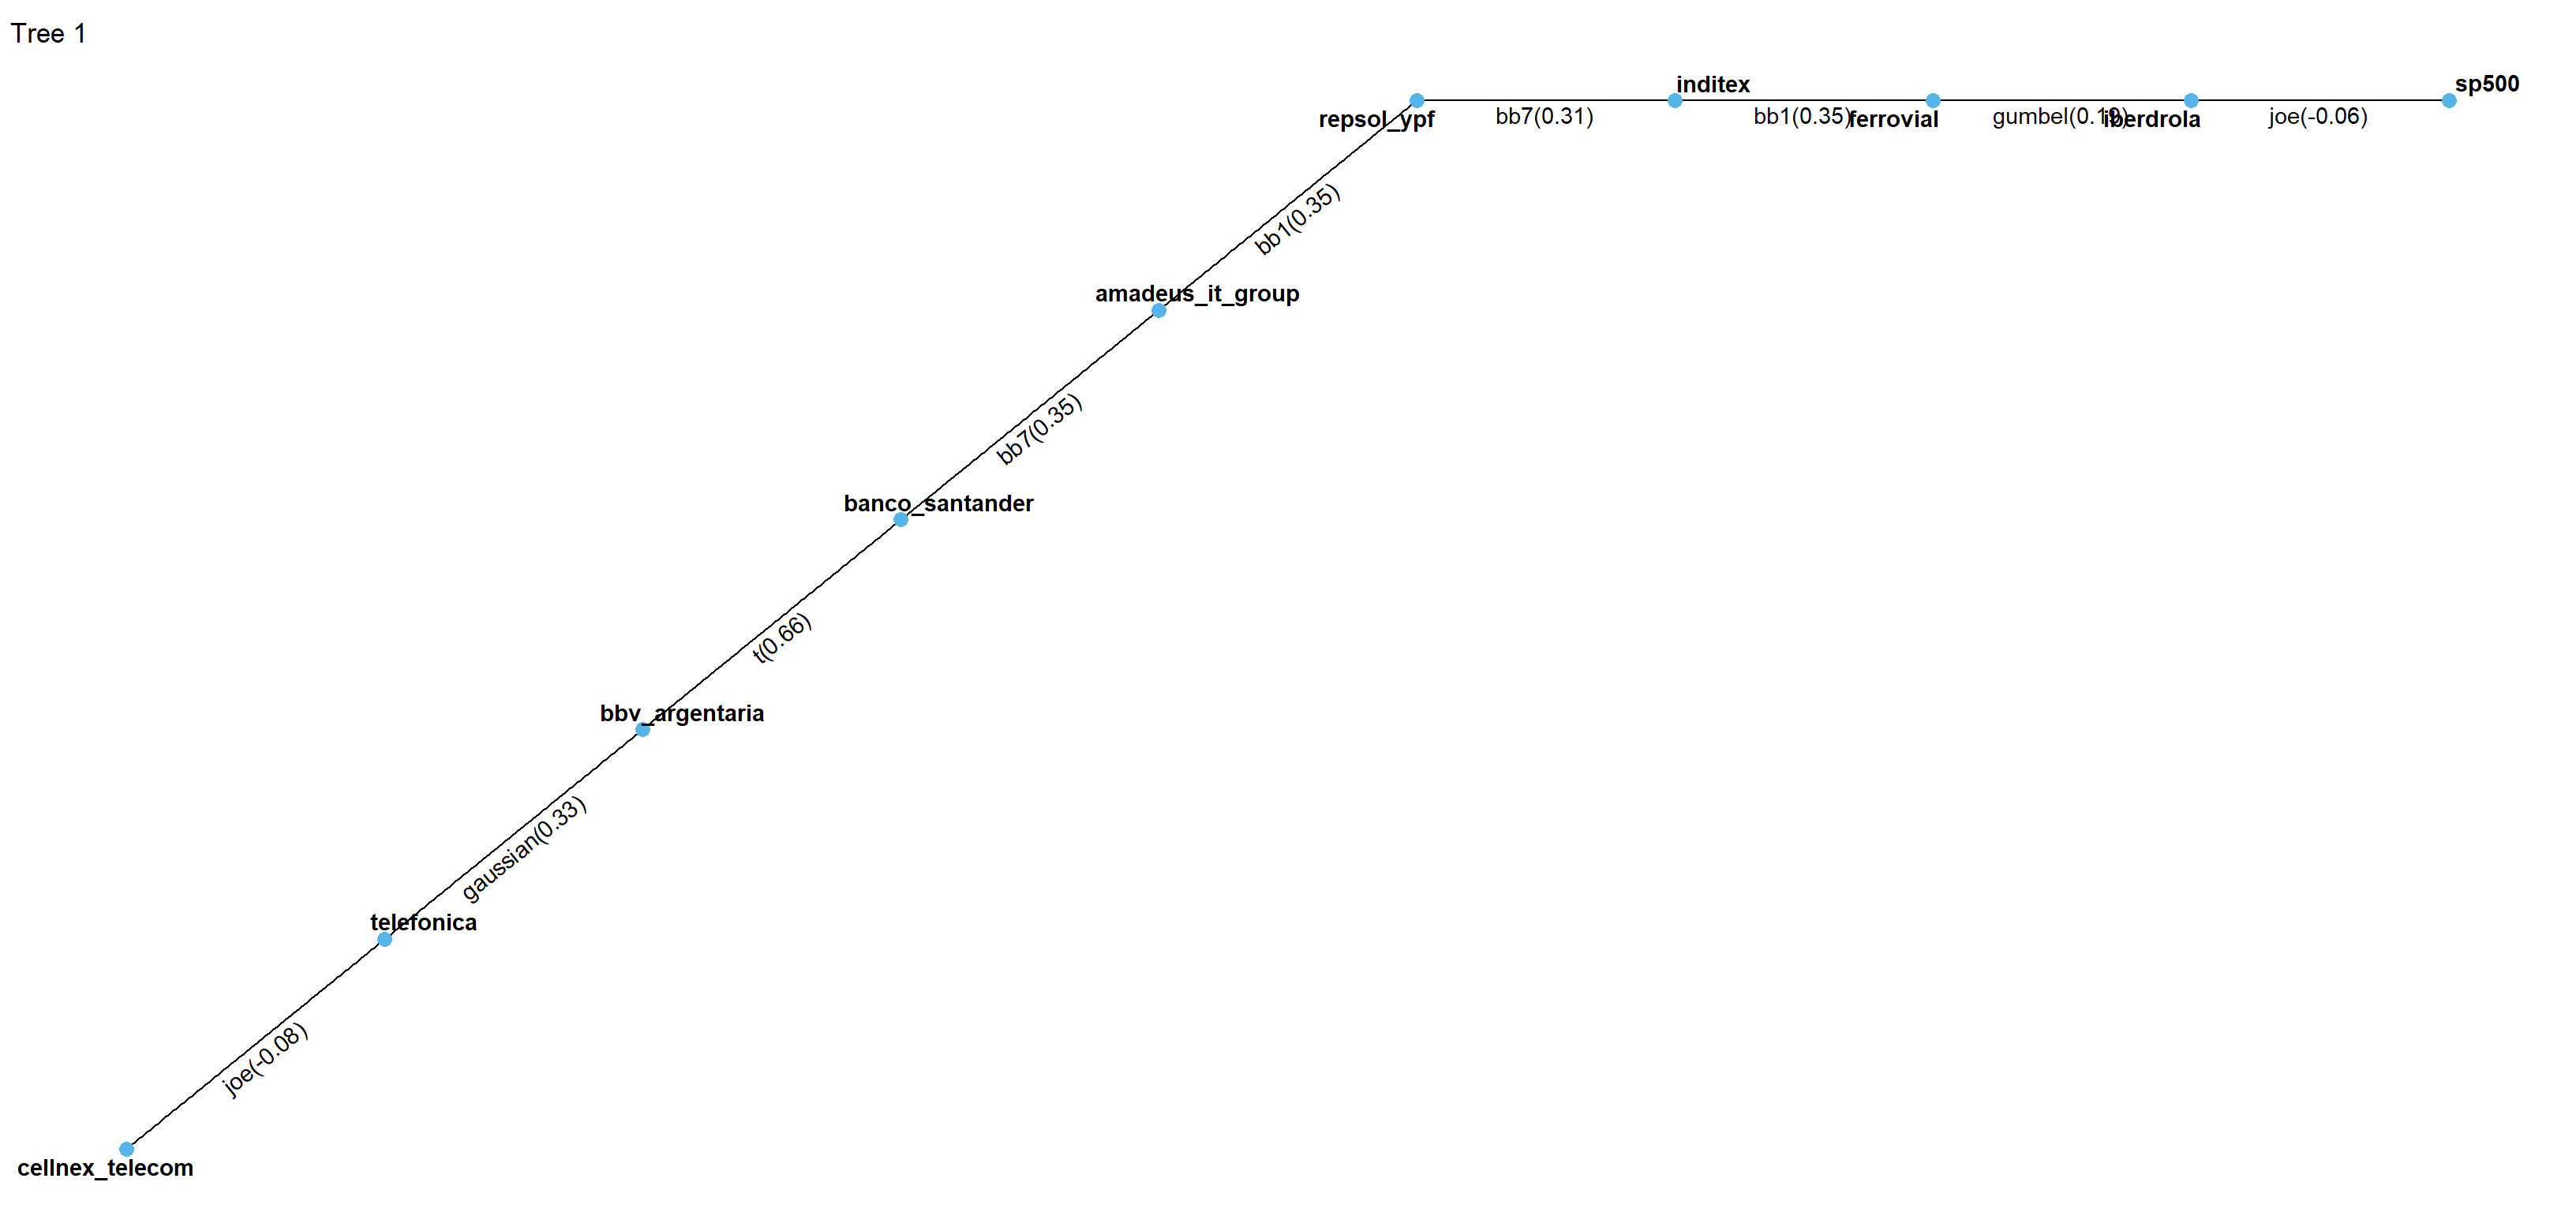 Tree 1
sp500
inditex
repsol_ypf
bb7(0.31)
bb1(0.35)
ferrovial
gumbel(0.19)
iberdrola
joe(-0.06)
bb1(0.35)
amadeus_it_group
bb7(0.35)
banco_santander
t(0.66)
bbv_argentaria
gaussian(0.33)
telefonica
joe(-0.08)
cellnex_telecom